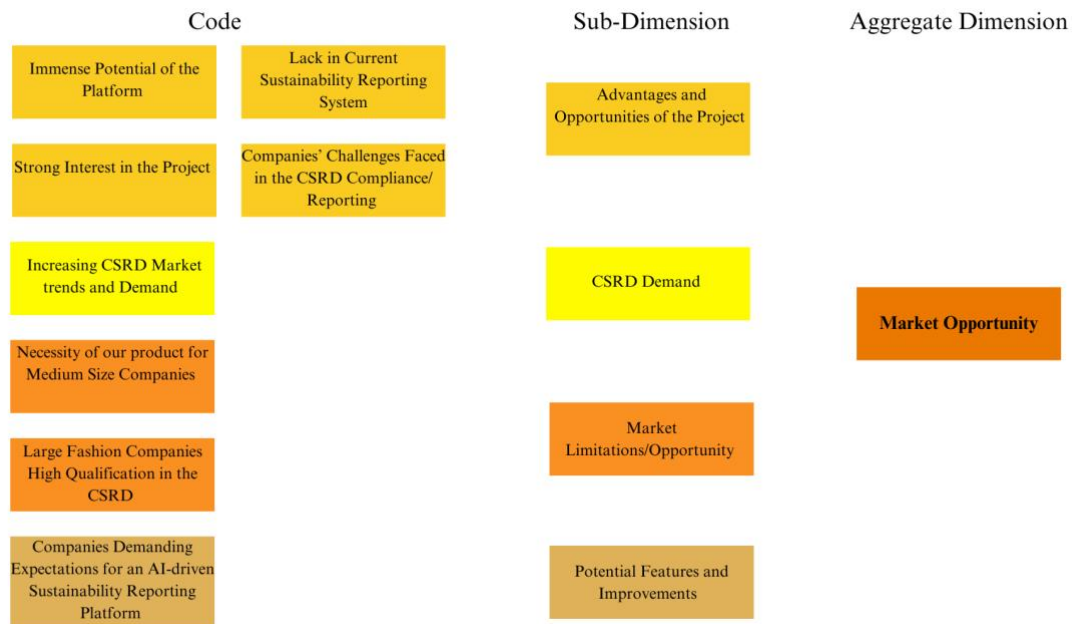 Code
Sub-Dimension
Aggregate Dimension
Immense Potential of the
Platform
Lack in Current
Sustainability Reporting
System
Advantages and
Opportunities of the Project
Strong Interest in the Project
Companies' Challenges Faced
in the CSRD Compliance/
Reporting
Increasing CSRD Market
trends and Demand
CSRD Demand
Market Opportunity
Necessity of our product for
Medium Size Companies
Large Fashion Companies
High Qualification in the
CSRD
Market
Limitations/Opportunity
Companies Demanding
Expectations for an AI-driven
Sustainability Reporting
Platform
Potential Features and
Improvements